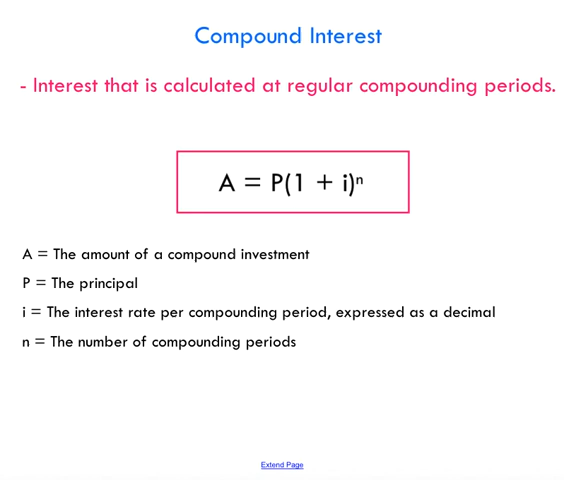 Compound Interest
- Interest that is calculated at regular compounding periods.
A = P(1 + i)ⁿ
A = The amount of a compound investment
P = The principal
i = The interest rate per compounding period, expressed as a decimal
n = The number of compounding periods
Extend Page